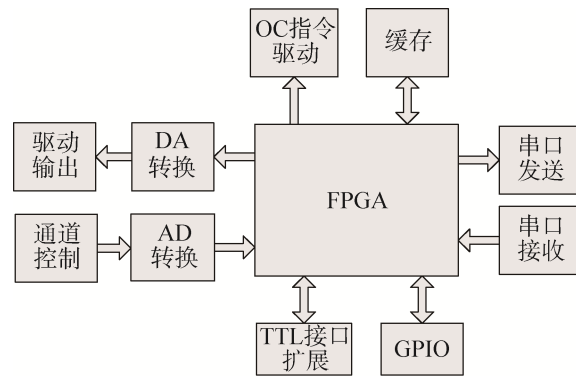 OC指令
驱动
缓存
驱动
输出
DA
转换
FPGA
串口
发送
通道
控制
AD
转换
串口
接收
TTL接口
扩展
GPIO